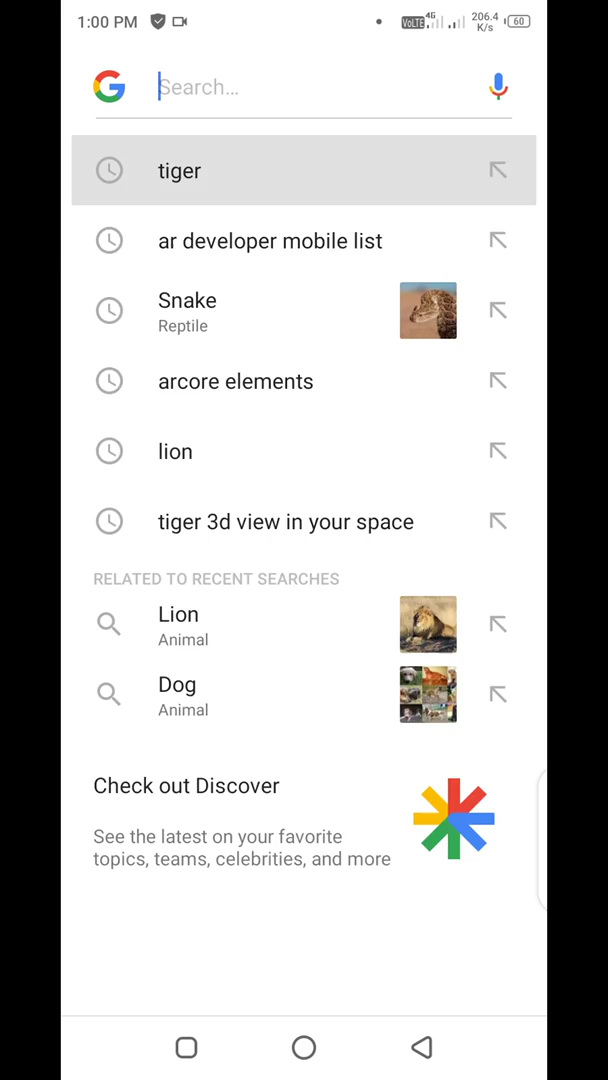 1:00 PM VoLTE 4G 206.4 K/s 60
Search…
tiger
ar developer mobile list
Snake
Reptile
arcore elements
lion
tiger 3d view in your space
RELATED TO RECENT SEARCHES
Lion
Animal
Dog
Animal
Check out Discover
See the latest on your favorite
topics, teams, celebrities, and more